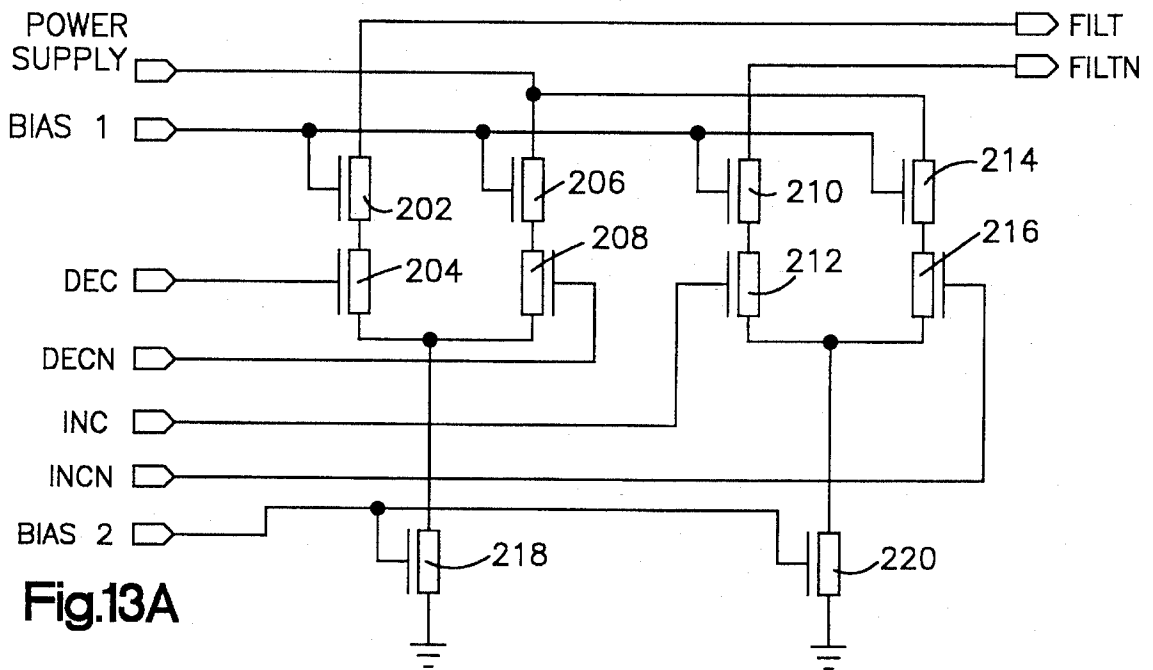 POWER
SUPPLY
FILT
FILTN
BIAS 1
202
206
210
214
DEC
204
208
212
216
DECN
INC
INCN
BIAS 2
218
220
Fig.13A